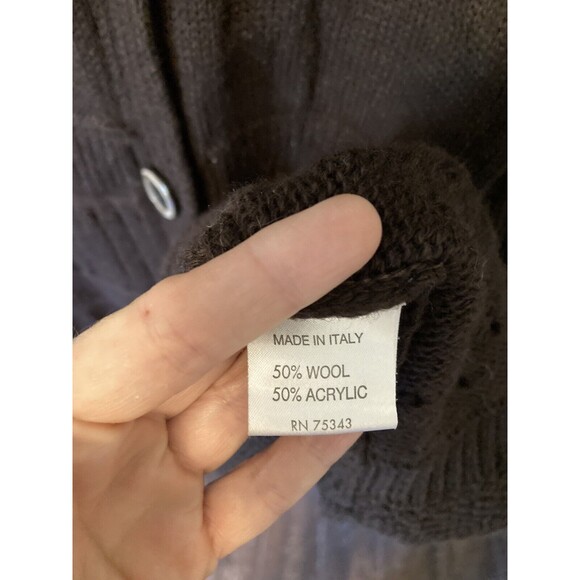 MADE IN ITALY
50% WOOL
50% ACRYLIC
RN 75343